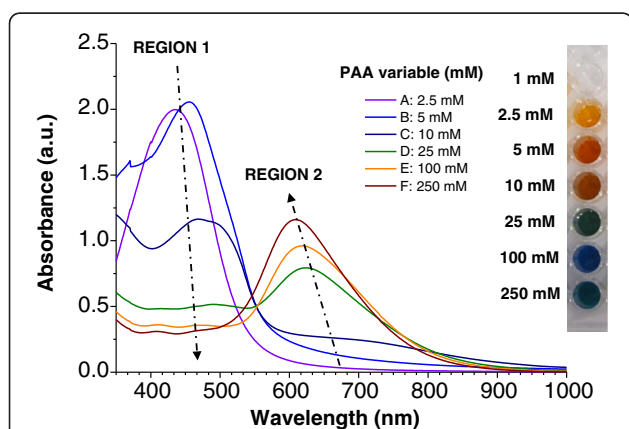 REGION 1
REGION 2
PAA variable (mM)
A: 2.5 mM
B: 5 mM
C: 10 mM
D: 25 mM
E: 100 mM
F: 250 mM
1 mM
2.5 mM
5 mM
10 mM
25 mM
100 mM
250 mM
Absorbance (a.u.)
2.5
2.0
1.5
1.0
0.5
0.0
400 500 600 700 800 900 1000
Wavelength (nm)